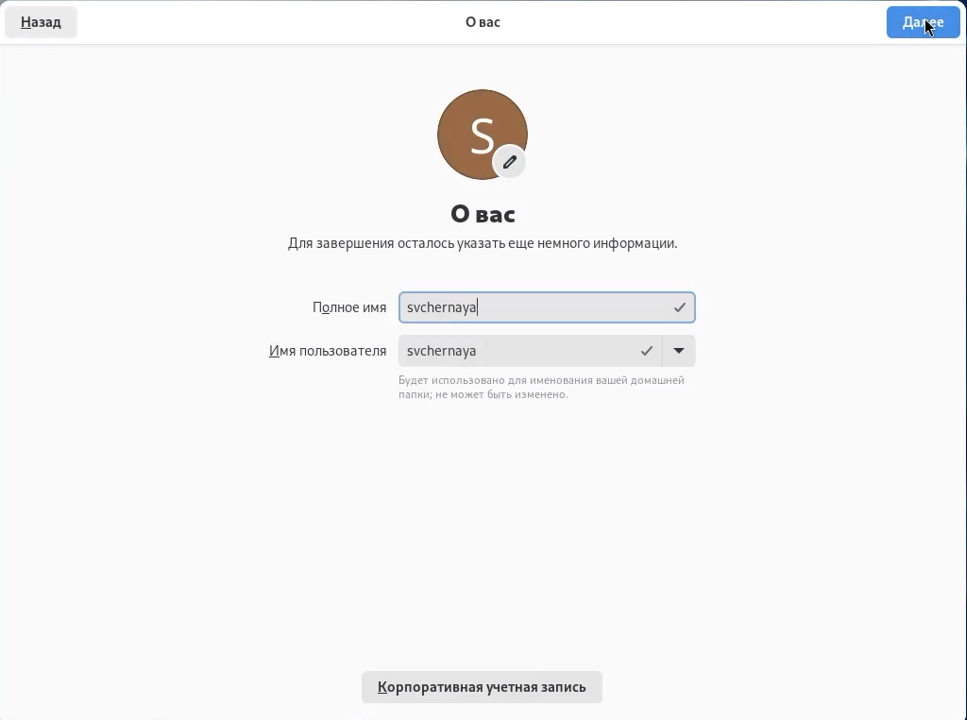 Назад
О вас
Далее
S
О вас
Для завершения осталось указать еще немного информации.
Полное имя
svchernaya
Имя пользователя
svchernaya
Будет использовано для именования вашей домашней
папки; не может быть изменено.
Корпоративная учетная запись